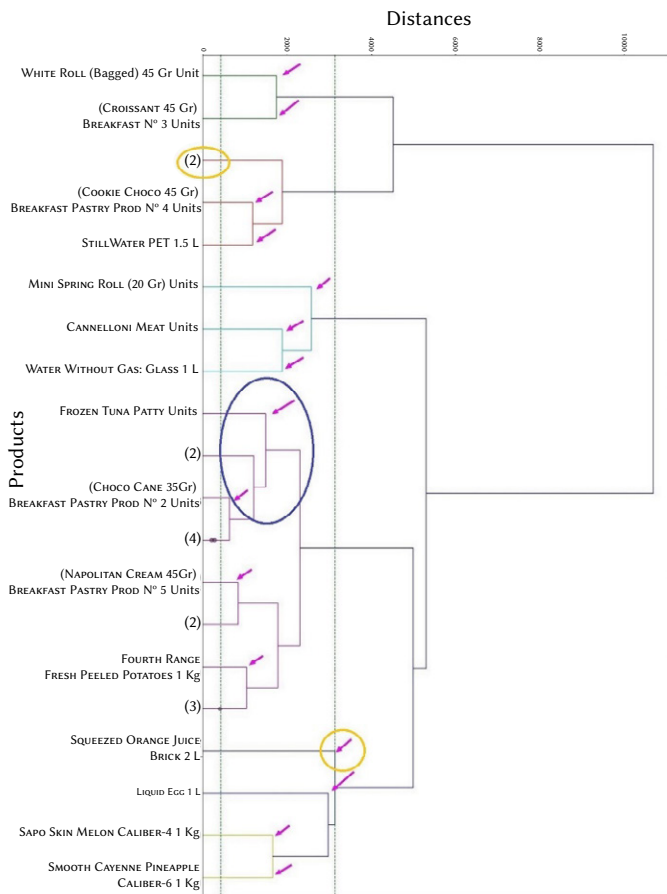 Distances
0
2000
4000
6000
8000
10000
White Roll (Bagged) 45 Gr Unit
(Croissant 45 Gr)
Breakfast Nº 3 Units
(2)
(Cookie Choco 45 Gr)
Breakfast Pastry Prod Nº 4 Units
StillWater PET 1.5 L
Mini Spring Roll (20 Gr) Units
Cannelloni Meat Units
Water Without Gas: Glass 1 L
Products
Frozen Tuna Patty Units
(2)
(Choco Cane 35Gr)
Breakfast Pastry Prod Nº 2 Units
(4)
(Napolitan Cream 45Gr)
Breakfast Pastry Prod Nº 5 Units
(2)
Fourth Range
Fresh Peeled Potatoes 1 Kg
(3)
Squeezed Orange Juice
Brick 2 L
Liquid Egg 1 L
Sapo Skin Melon Caliber-4 1 Kg
Smooth Cayenne Pineapple
Caliber-6 1 Kg